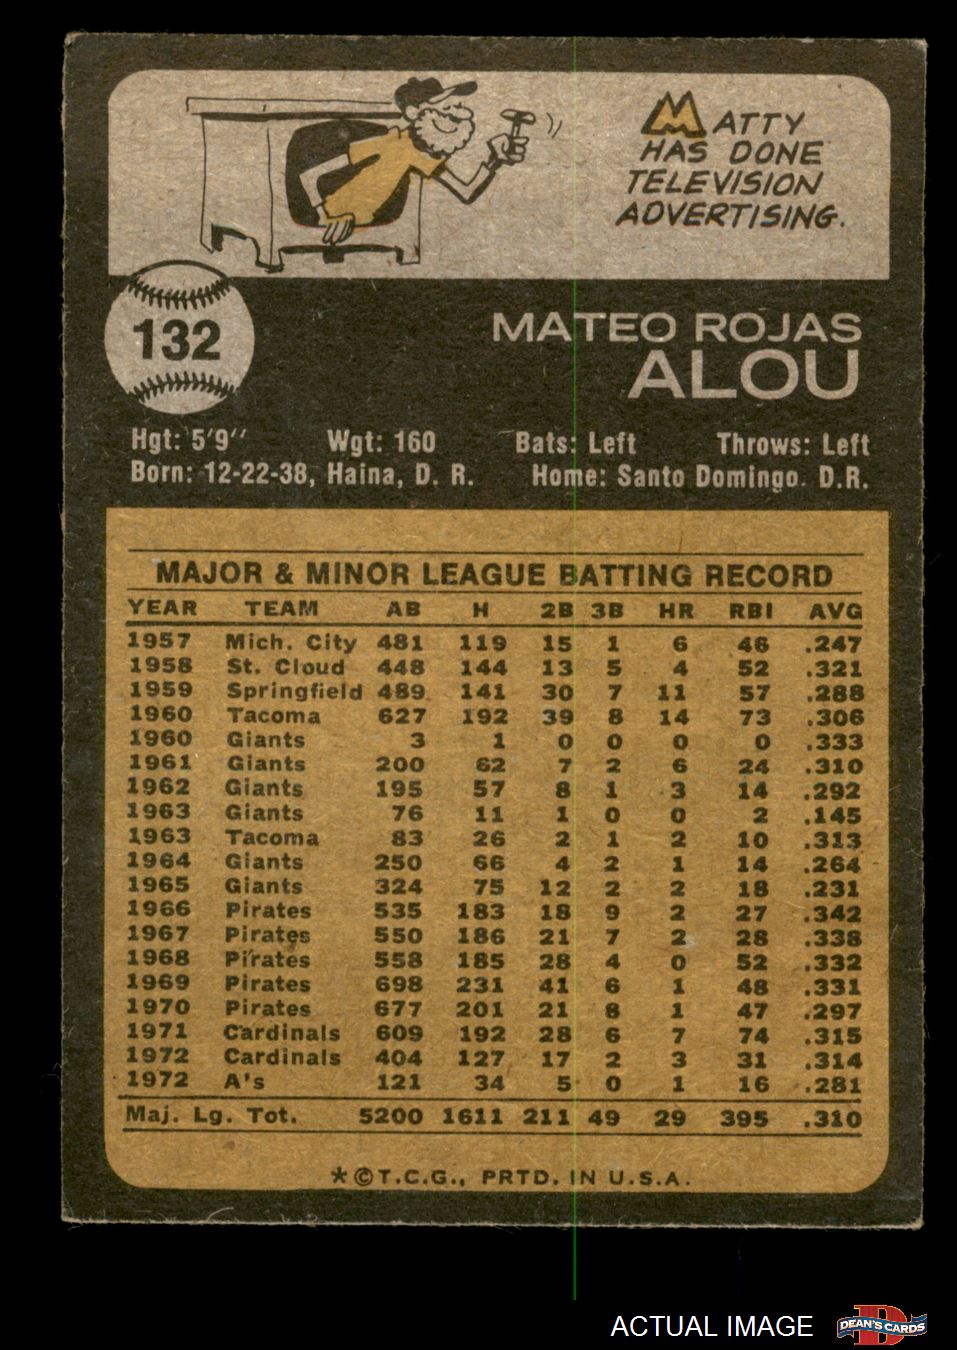 MATTY
HAS DONE
TELEVISION
ADVERTISING.
132
MATEO ROJAS
ALOU
Hgt: 5'9" Wgt: 160 Bats: Left Throws: Left
Born: 12-22-38, Haina, D. R. Home: Santo Domingo. D.R.
MAJOR & MINOR LEAGUE BATTING RECORD
YEAR TEAM AB H 2B 3B HR RBI AVG
1957 Mich. City 481 119 15 1 6 46 .247
1958 St. Cloud 448 144 13 5 4 52 .321
1959 Springfield 489 141 30 7 11 57 .288
1960 Tacoma 627 192 39 8 14 73 .306
1960 Giants 3 1 0 0 0 0 .333
1961 Giants 200 62 7 2 6 24 .310
1962 Giants 195 57 8 1 3 14 .292
1963 Giants 76 11 1 0 0 2 .145
1963 Tacoma 83 26 2 1 2 10 .313
1964 Giants 250 66 4 2 1 14 .264
1965 Giants 324 75 12 2 2 18 .231
1966 Pirates 535 183 18 9 2 27 .342
1967 Pirates 550 186 21 7 2 28 .338
1968 Pirates 558 185 28 4 0 52 .332
1969 Pirates 698 231 41 6 1 48 .331
1970 Pirates 677 201 21 8 1 47 .297
1971 Cardinals 609 192 28 6 7 74 .315
1972 Cardinals 404 127 17 2 3 31 .314
1972 A's 121 34 5 0 1 16 .281
Maj. Lg. Tot. 5200 1611 211 49 29 395 .310
*©T.C.G., PRTD. IN U.S.A.
ACTUAL IMAGE D DEAN'S CARDS